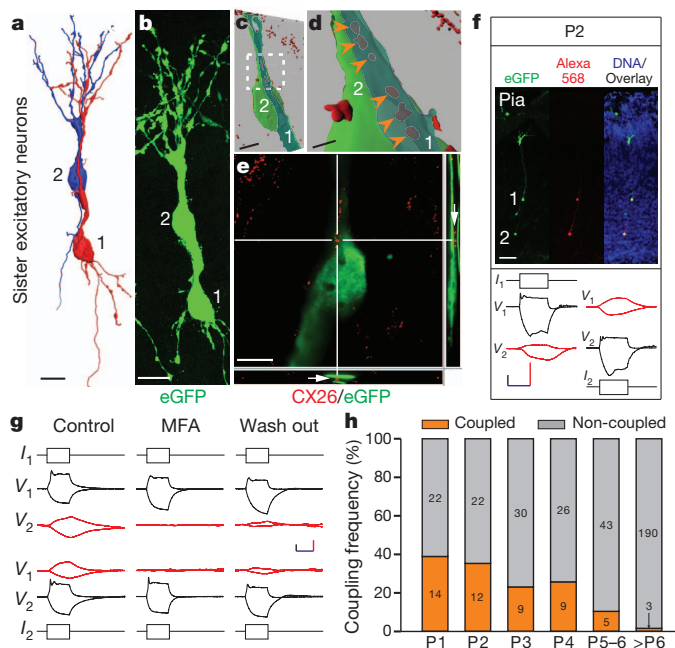 a
b
c
d
e
f
g
h
Sister excitatory neurons
2
1
2
1
eGFP
2
1
2
1
CX26/eGFP
P2
eGFP
Alexa 568
DNA/Overlay
Pia
1
2
I1
V1
V2
V1
V2
I2
Control
MFA
Wash out
I1
V1
V2
V1
V2
I2
Coupled
Non-coupled
Coupling frequency (%)
100
80
60
40
20
0
22
22
30
26
43
190
14
12
9
9
5
3
P1
P2
P3
P4
P5–6
>P6